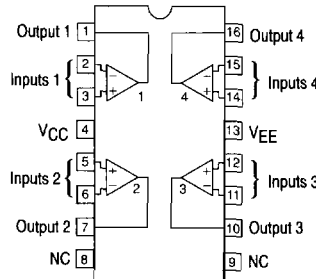 Output 1 1 16 Output 4
2 − − 15
Inputs 1 { } Inputs 4
3 + 1 4 + 14
VCC 4 13 VEE
5 + + 12
Inputs 2 { } Inputs 3
6 − 2 3 − 11
Output 2 7 10 Output 3
NC 8 9 NC